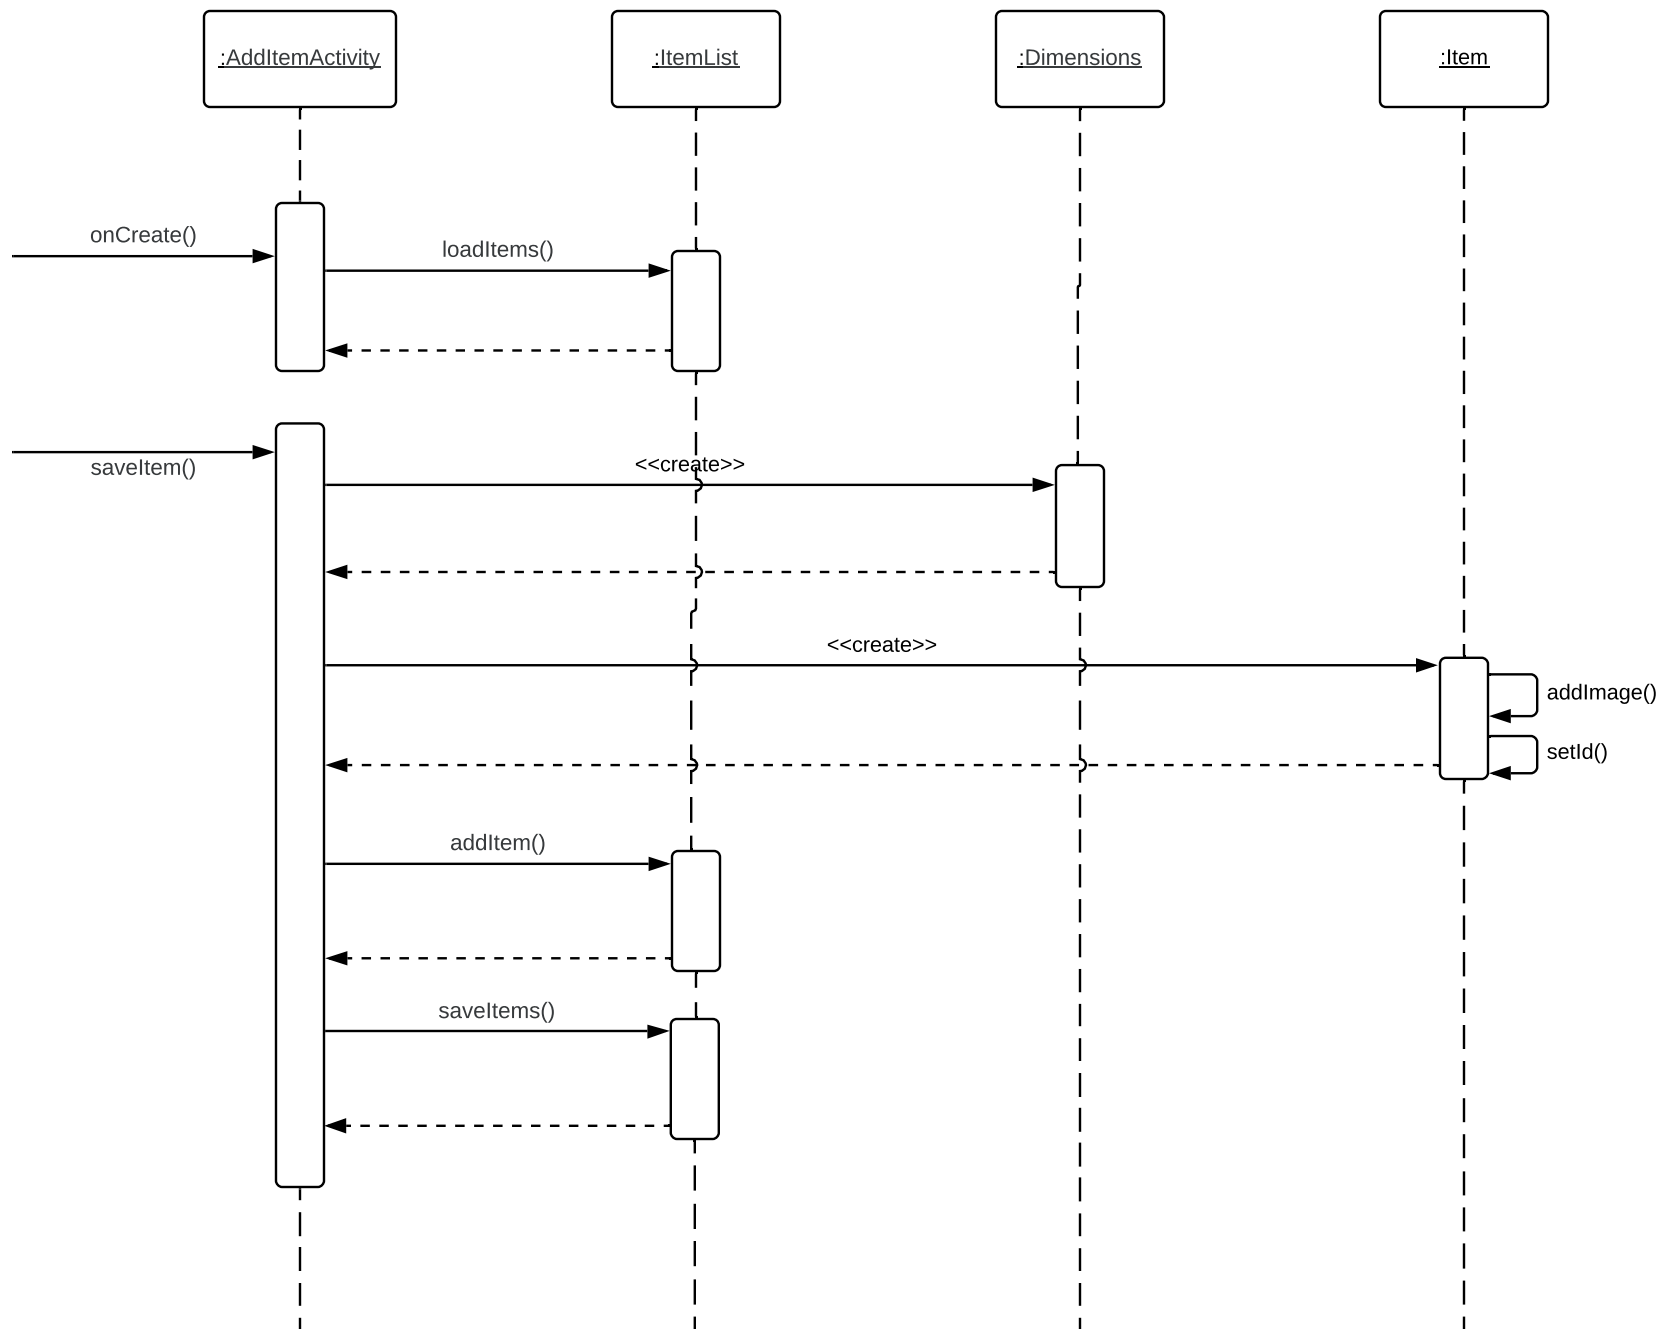 :AddItemActivity
:ItemList
:Dimensions
:Item
onCreate()
loadItems()
saveItem()
<<create>>
<<create>>
addImage()
setId()
addItem()
saveItems()